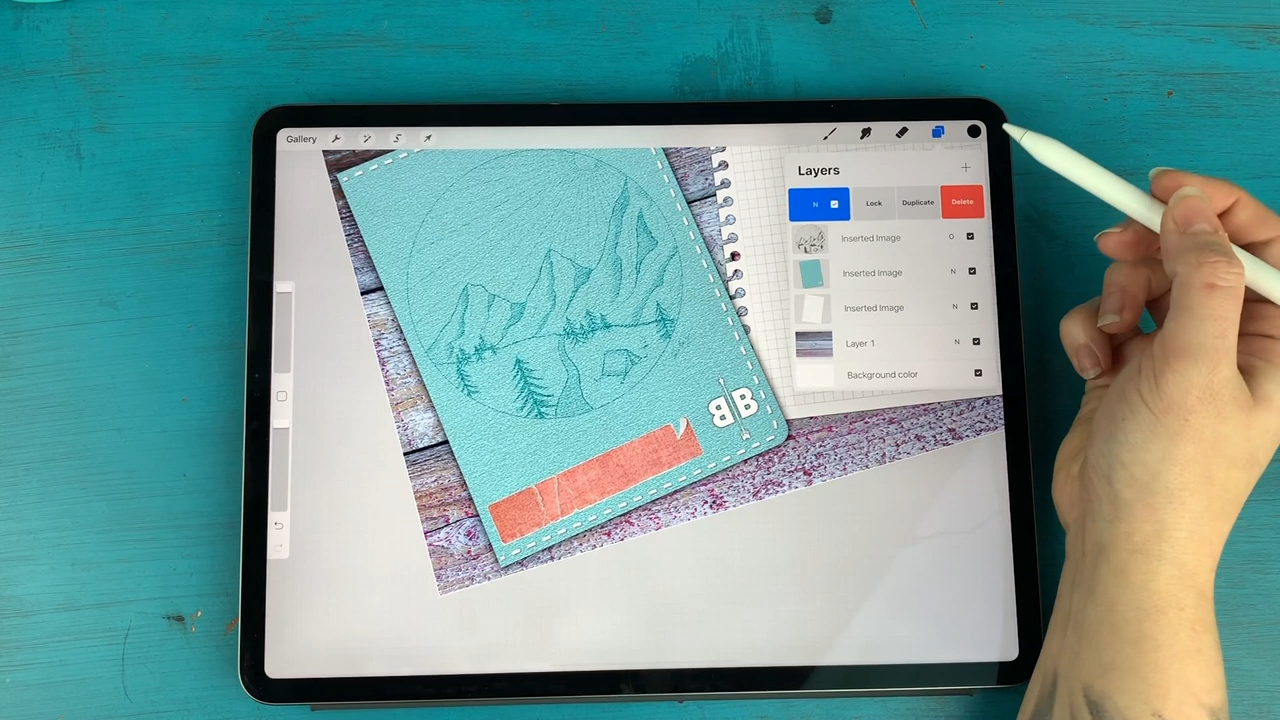 Gallery
Layers
N Lock Duplicate Delete
Inserted Image O
Inserted Image N
Inserted Image N
Layer 1 N
Background color
BB